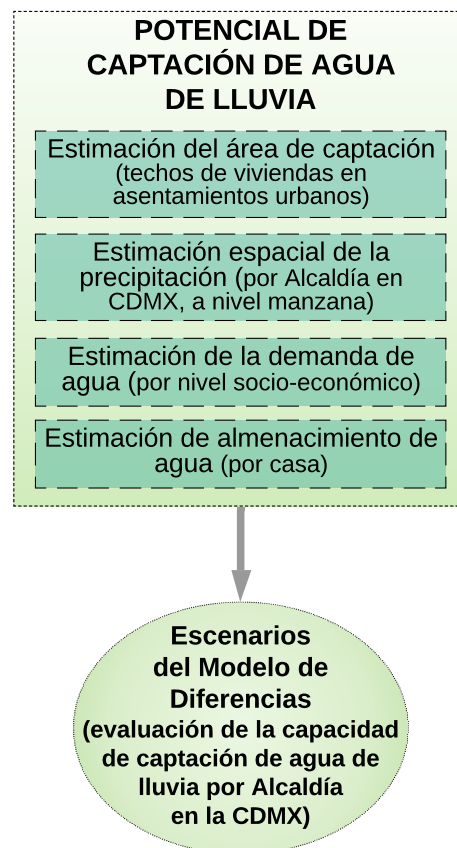 POTENCIAL DE
CAPTACIÓN DE AGUA
DE LLUVIA
Estimación del área de captación
(techos de viviendas en
asentamientos urbanos)
Estimación espacial de la
precipitación (por Alcaldía en
CDMX, a nivel manzana)
Estimación de la demanda de
agua (por nivel socio-económico)
Estimación de almenacimiento de
agua (por casa)
Escenarios
del Modelo de
Diferencias
(evaluación de la capacidad
de captación de agua de
lluvia por Alcaldía
en la CDMX)